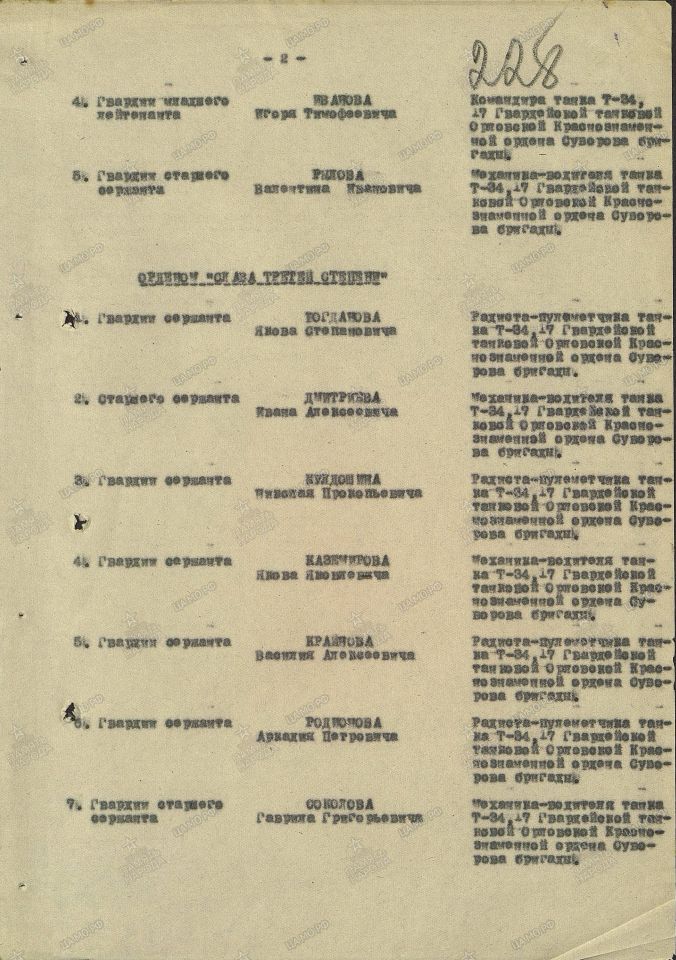 - 2 -
228
4. Гвардии младшего лейтенанта
ИВАНОВА
Игоря Тимофеевича
Командира танка Т-34,
17 Гвардейской танковой
Орловской Краснознамен-
ной ордена Суворова бри-
гады.
5. Гвардии старшего сержанта
РЫЛОВА
Валентина Ивановича
Механика-водителя танка
Т-34, 17 Гвардейской тан-
ковой Орловской Красно-
знаменной ордена Суворо-
ва бригады.
ОРДЕНОМ "СЛАВА ТРЕТЕЙ СТЕПЕНИ"
1. Гвардии сержанта
Якова Степановича
Радиста-пулеметчика тан-
ка Т-34, 17 Гвардейской
танковой Орловской Крас-
нознаменной ордена Суво-
рова бригады.
2. Старшего сержанта
ДМИТРИЕВА
Ивана Алексеевича
Механика-водителя танка
Т-34, 17 Гвардейской тан-
ковой Орловской Красно-
знаменной ордена Суворо-
ва бригады.
3. Гвардии сержанта
КУЛДОШИНА
Николая Прокопьевича
Радиста-пулеметчика тан-
ка Т-34, 17 Гвардейской
танковой Орловской Крас-
нознаменной ордена Суво-
рова бригады.
4. Гвардии сержанта
КАЗЕМИРОВА
Якова Яковлевича
Механика-водителя тан-
ка Т-34, 17 Гвардейской
танковой Орловской Крас-
нознаменной ордена Су-
ворова бригады.
5. Гвардии сержанта
КРАЙНОВА
Василия Алексеевича
Радиста-пулеметчика тан-
ка Т-34, 17 Гвардейской
танковой Орловской Крас-
нознаменной ордена Суво-
рова бригады.
6. Гвардии сержанта
РОДИОНОВА
Аркадия Петровича
Радиста-пулеметчика тан-
ка Т-34, 17 Гвардейской
танковой Орловской Крас-
нознаменной ордена Суво-
рова бригады.
7. Гвардии старшего
сержанта
СОКОЛОВА
Гаврила Григорьевича
Механика-водителя танка
Т-34, 17 Гвардейской тан-
ковой Орловской Красно-
знаменной ордена Суво-
рова бригады.